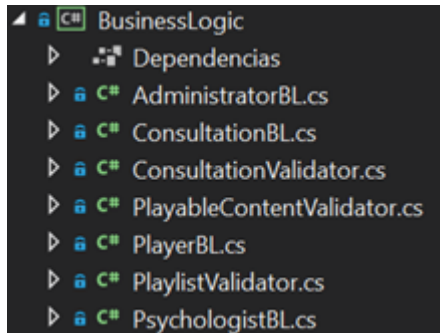 C# BusinessLogic
Dependencias
C# AdministratorBL.cs
C# ConsultationBL.cs
C# ConsultationValidator.cs
C# PlayableContentValidator.cs
C# PlayerBL.cs
C# PlaylistValidator.cs
C# PsychologistBL.cs